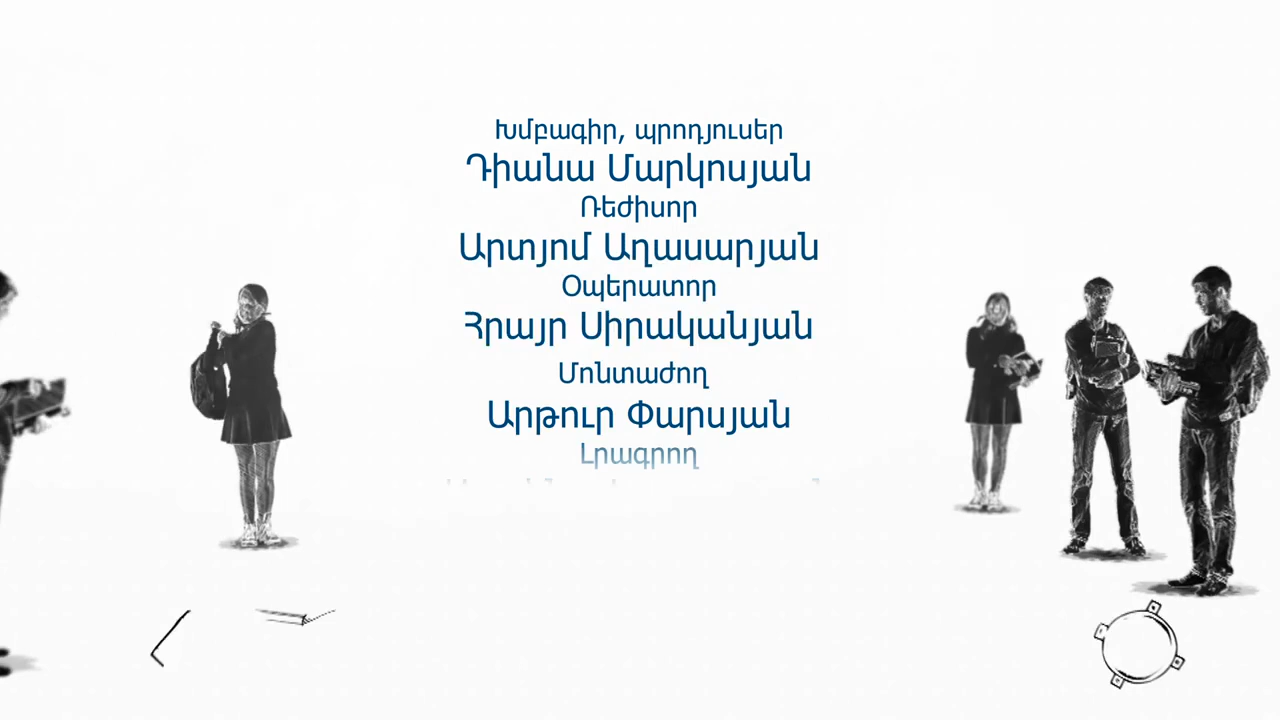 Խմբագիր, պրոդյուսեր
Դիանա Մարկոսյան
Ռեժիսոր
Արտյոմ Աղասարյան
Օպերատոր
Հրայր Սիրականյան
Մոնտաժող
Արթուր Փարսյան
Լրագրող